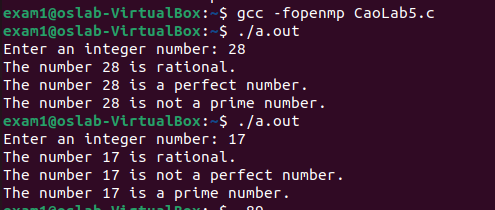 exam1@oslab-VirtualBox:~$ gcc -fopenmp CaoLab5.c
exam1@oslab-VirtualBox:~$ ./a.out
Enter an integer number: 28
The number 28 is rational.
The number 28 is a perfect number.
The number 28 is not a prime number.
exam1@oslab-VirtualBox:~$ ./a.out
Enter an integer number: 17
The number 17 is rational.
The number 17 is not a perfect number.
The number 17 is a prime number.